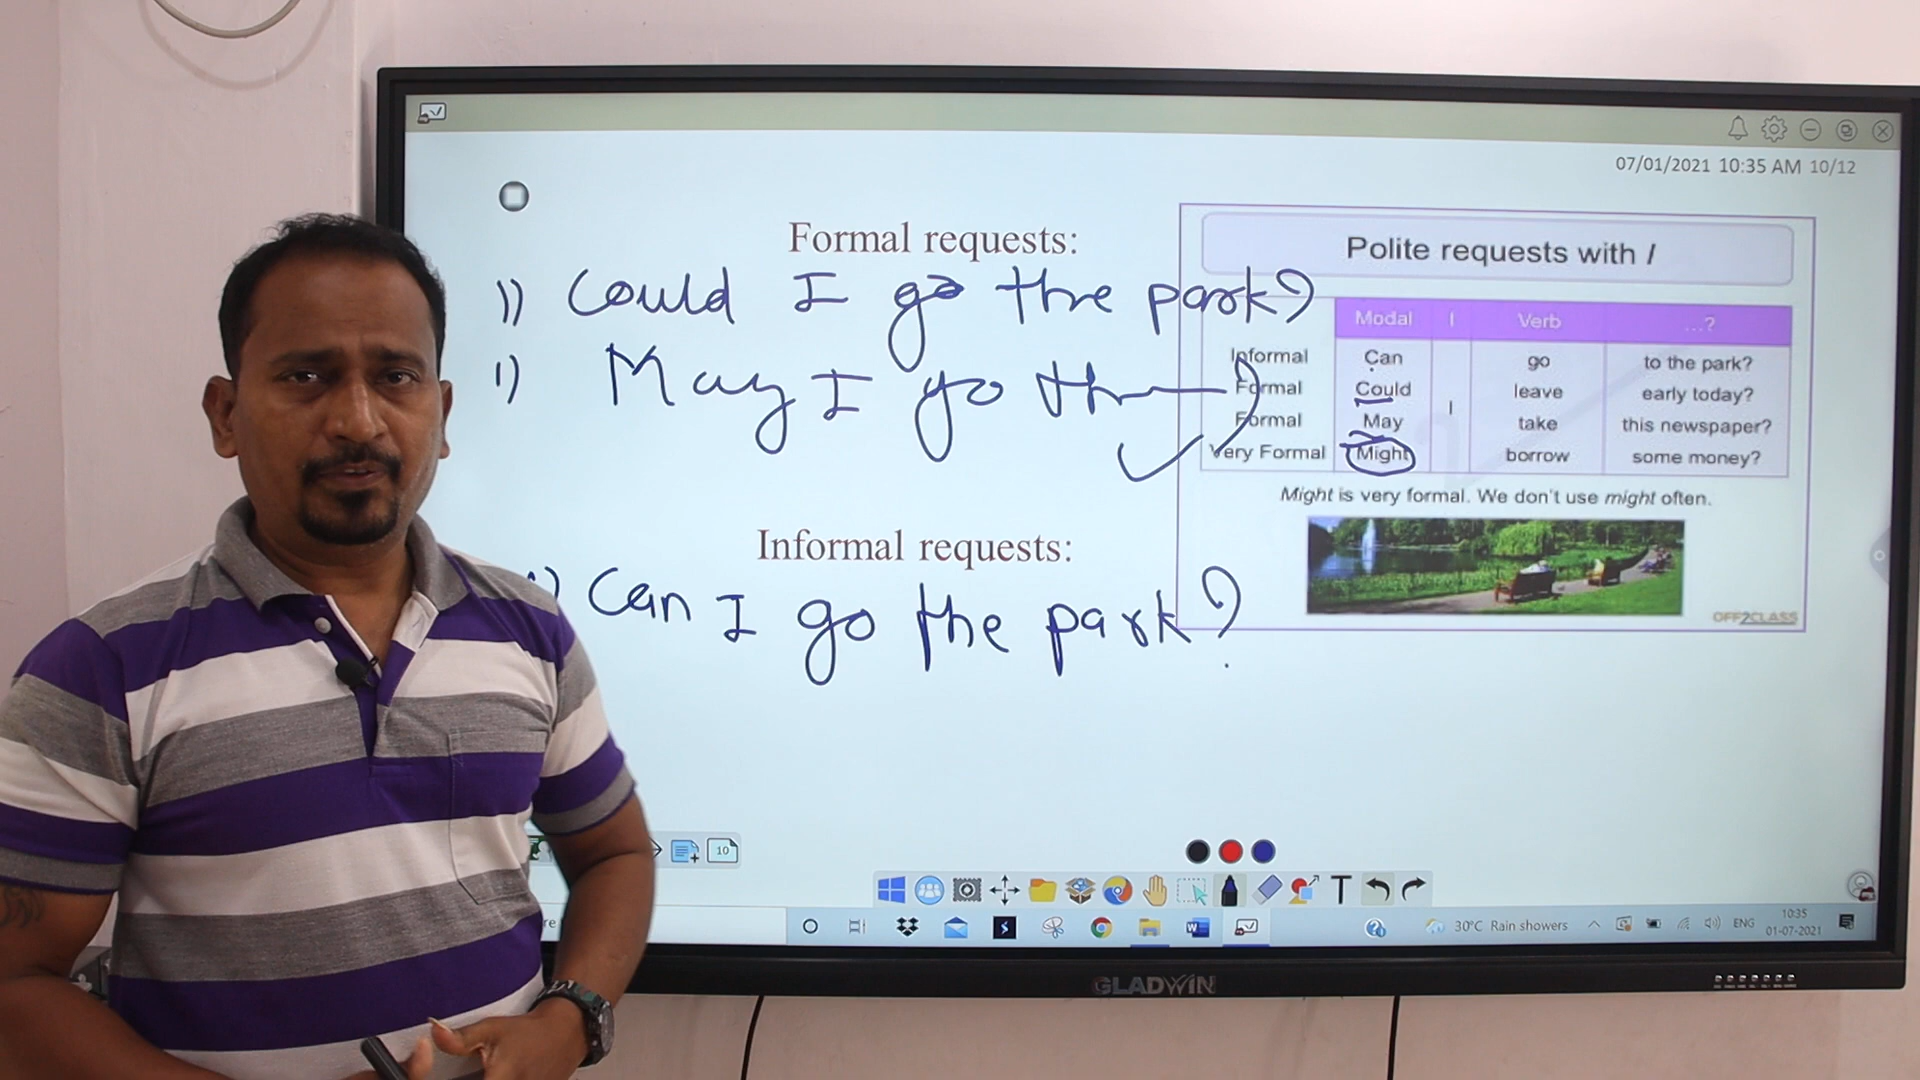 07/01/2021 10:35 AM 10/12
Formal requests:
1) Could I go the park?
1) May I go th
Informal requests:
) Can I go the park?
Polite requests with I
Modal I Verb ...?
Informal Can go to the park?
Formal Could leave early today?
I
Formal May take this newspaper?
Very Formal Might borrow some money?
Might is very formal. We don't use might often.
OFF2CLASS
10
T
re
W
30°C Rain showers
ENG
10:35
01-07-2021
GLADWIN